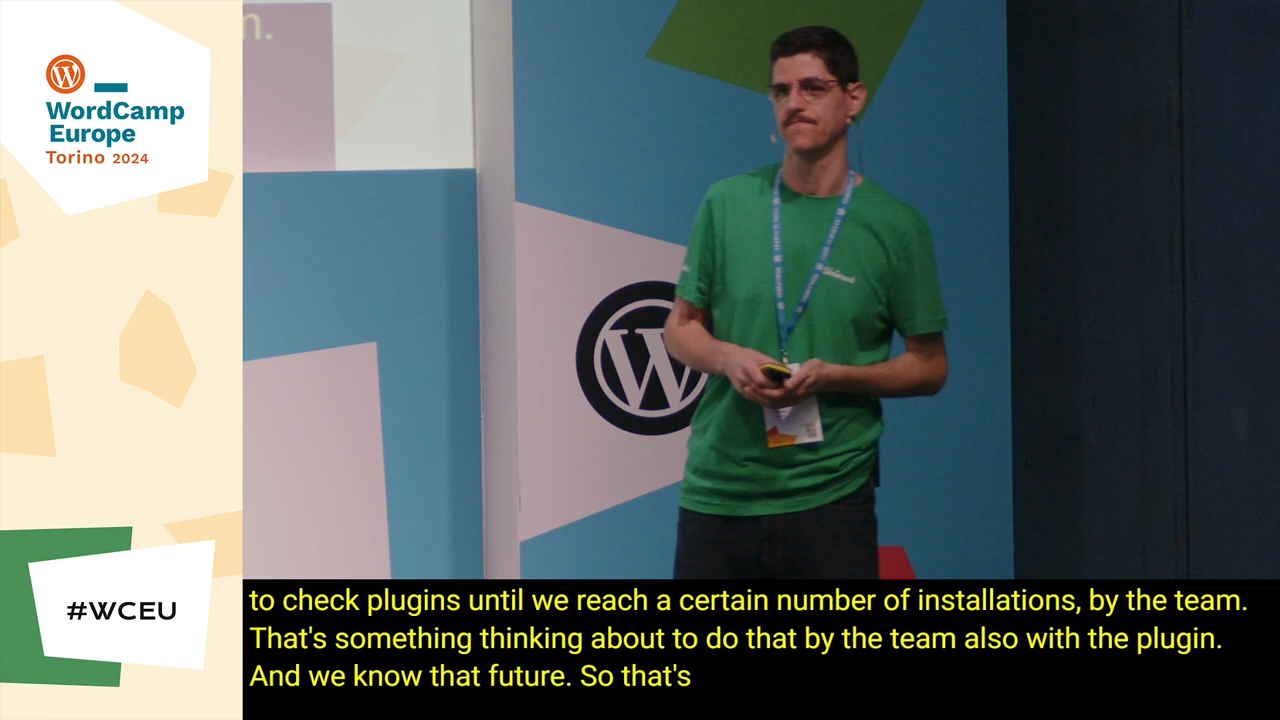 m.
WordCamp
Europe
Torino 2024
#WCEU
to check plugins until we reach a certain number of installations, by the team.
That's something thinking about to do that by the team also with the plugin.
And we know that future. So that's